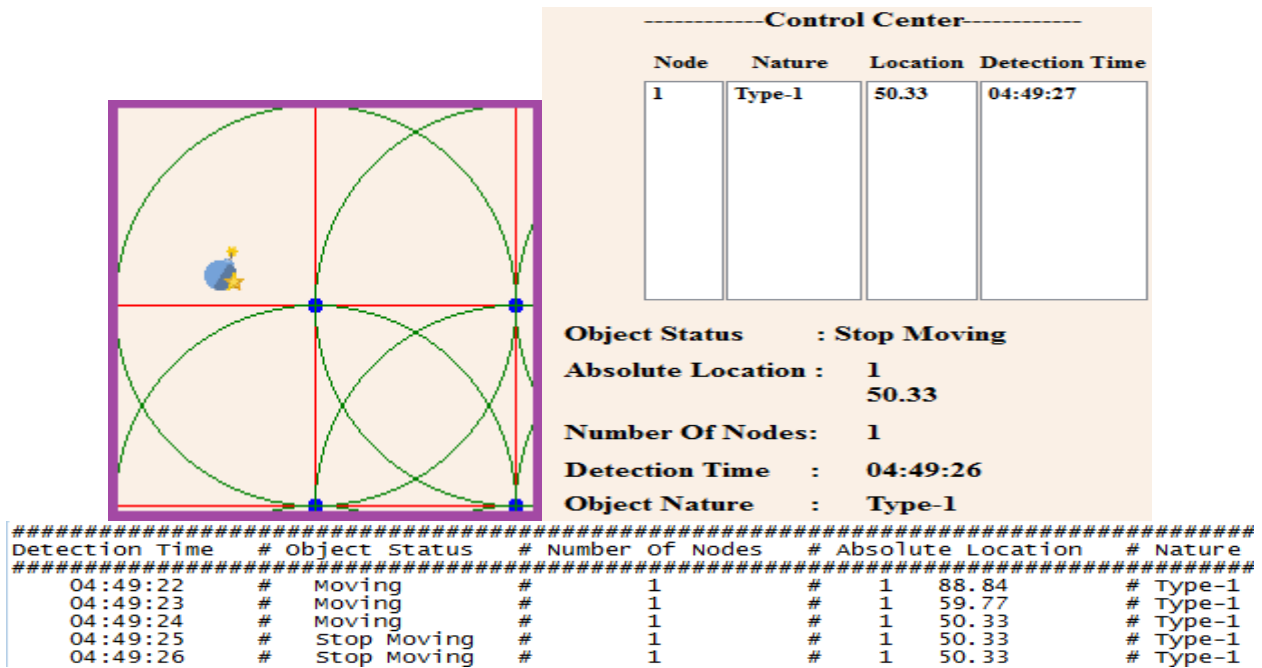 ------------Control Center------------
Node Nature Location Detection Time
1 Type-1 50.33 04:49:27
Object Status : Stop Moving
Absolute Location : 1
50.33
Number Of Nodes: 1
Detection Time : 04:49:26
Object Nature : Type-1
######################################################################################
Detection Time # Object Status # Number Of Nodes # Absolute Location # Nature
######################################################################################
04:49:22 # Moving # 1 # 1 88.84 # Type-1
04:49:23 # Moving # 1 # 1 59.77 # Type-1
04:49:24 # Moving # 1 # 1 50.33 # Type-1
04:49:25 # Stop Moving # 1 # 1 50.33 # Type-1
04:49:26 # Stop Moving # 1 # 1 50.33 # Type-1